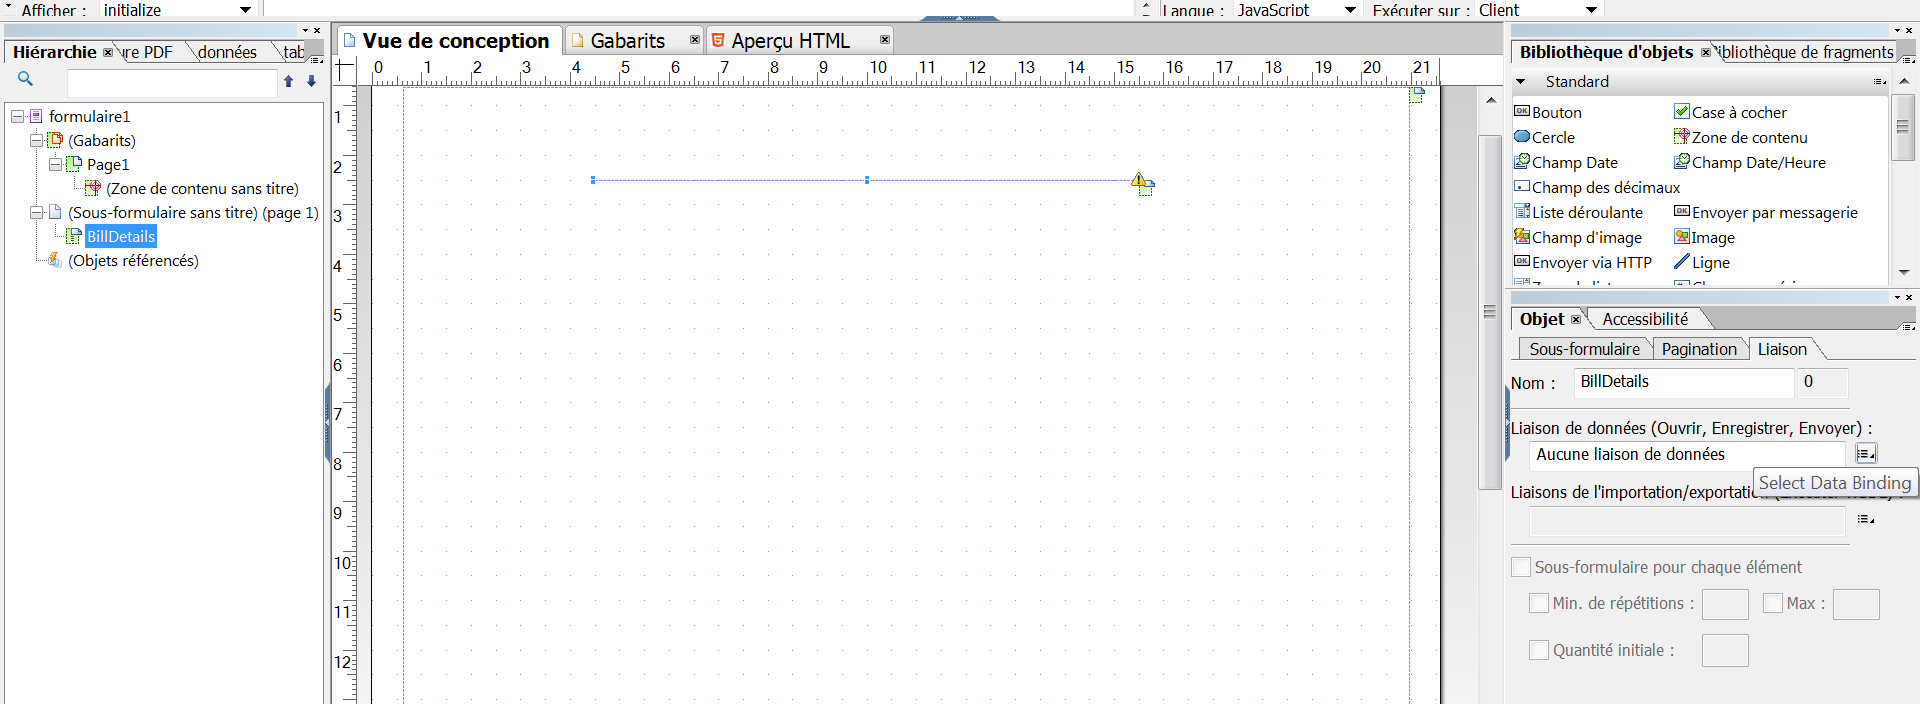 Afficher : initialize Langue : JavaScript Exécuter sur : Client
Hiérarchie ure PDF données tab
Vue de conception Gabarits Aperçu HTML
Bibliothèque d'objets ibliothèque de fragments
0 1 2 3 4 5 6 7 8 9 10 11 12 13 14 15 16 17 18 19 20 21
1
2
3
4
5
6
7
8
9
10
11
12
formulaire1
(Gabarits)
Page1
(Zone de contenu sans titre)
(Sous-formulaire sans titre) (page 1)
BillDetails
(Objets référencés)
Standard
OK Bouton Case à cocher
Cercle Zone de contenu
Champ Date Champ Date/Heure
Champ des décimaux
Liste déroulante OK Envoyer par messagerie
Champ d'image Image
OK Envoyer via HTTP Ligne
Objet Accessibilité
Sous-formulaire Pagination Liaison
Nom : BillDetails 0
Liaison de données (Ouvrir, Enregistrer, Envoyer) :
Aucune liaison de données
Select Data Binding
Liaisons de l'importation/exportation
Sous-formulaire pour chaque élément
Min. de répétitions : Max :
Quantité initiale :